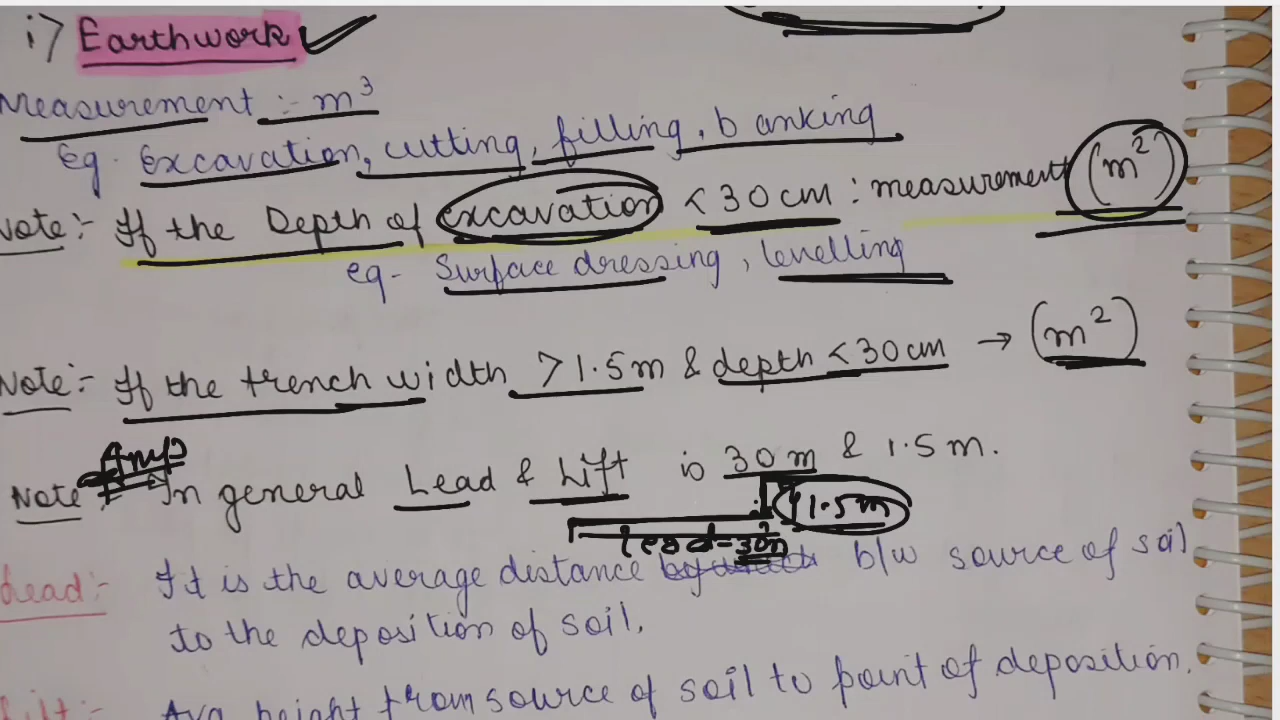 i) Earthwork
Measurement :- m³
Eg. Excavation, cutting, filling, banking
Note:- If the Depth of excavation < 30 cm : measurement (m²)
eg- Surface dressing, levelling
Note:- If the trench width > 1.5 m & depth < 30 cm → (m²)
Imp
Note :- In general Lead & Lift is 30 m & 1.5 m.
1.5m
lead = 30m
Lead:- It is the average distance b/w source of soil
to the deposition of soil.
Lift:- Avg height from source of soil to point of deposition.